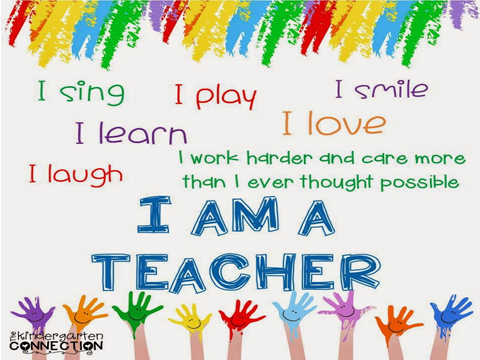 I sing
I play
I smile
I learn
I love
I laugh
I work harder and care more
than I ever thought possible
I AM A
TEACHER
the kindergarten
CONNECTION